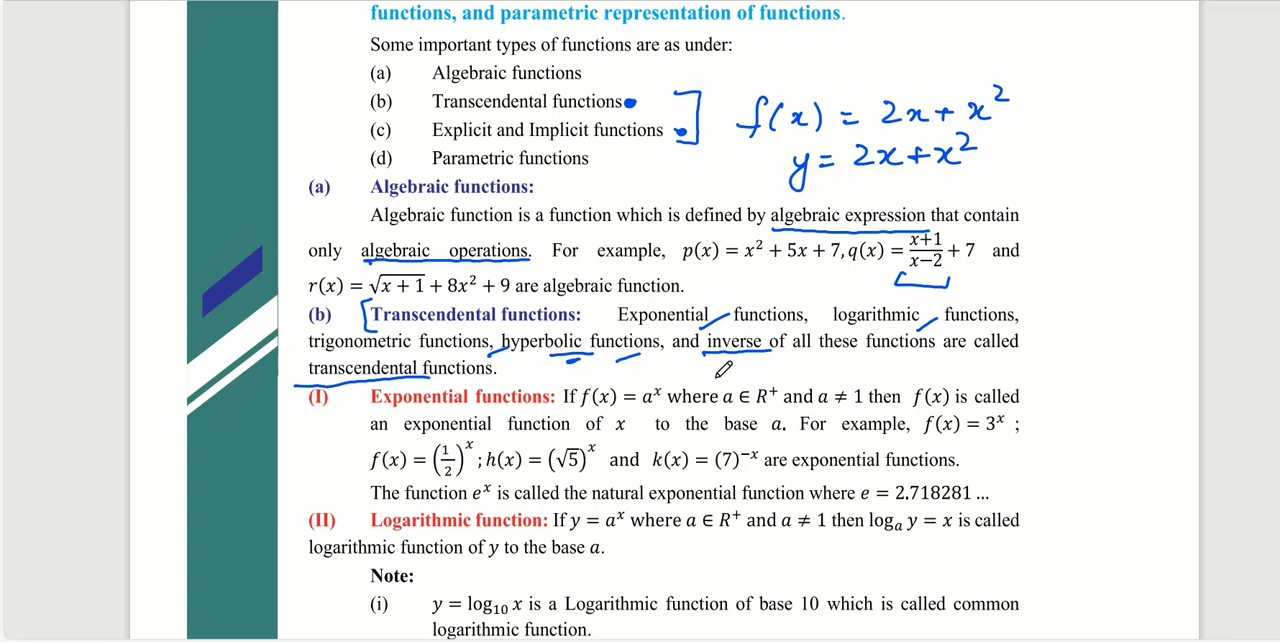 functions, and parametric representation of functions.
Some important types of functions are as under:
(a) Algebraic functions
(b) Transcendental functions
(c) Explicit and Implicit functions
(d) Parametric functions
f(x) = 2x + x²
y = 2x + x²
(a) Algebraic functions:
Algebraic function is a function which is defined by algebraic expression that contain
only algebraic operations. For example, p(x) = x² + 5x + 7, q(x) = (x+1)/(x−2) + 7 and
r(x) = √(x + 1) + 8x² + 9 are algebraic function.
(b) Transcendental functions: Exponential functions, logarithmic functions,
trigonometric functions, hyperbolic functions, and inverse of all these functions are called
transcendental functions.
(I) Exponential functions: If f(x) = aˣ where a ∈ R⁺ and a ≠ 1 then f(x) is called
an exponential function of x to the base a. For example, f(x) = 3ˣ ;
f(x) = (1/2)ˣ ; h(x) = (√5)ˣ and k(x) = (7)⁻ˣ are exponential functions.
The function eˣ is called the natural exponential function where e = 2.718281 ...
(II) Logarithmic function: If y = aˣ where a ∈ R⁺ and a ≠ 1 then logₐ y = x is called
logarithmic function of y to the base a.
Note:
(i) y = log₁₀ x is a Logarithmic function of base 10 which is called common
logarithmic function.